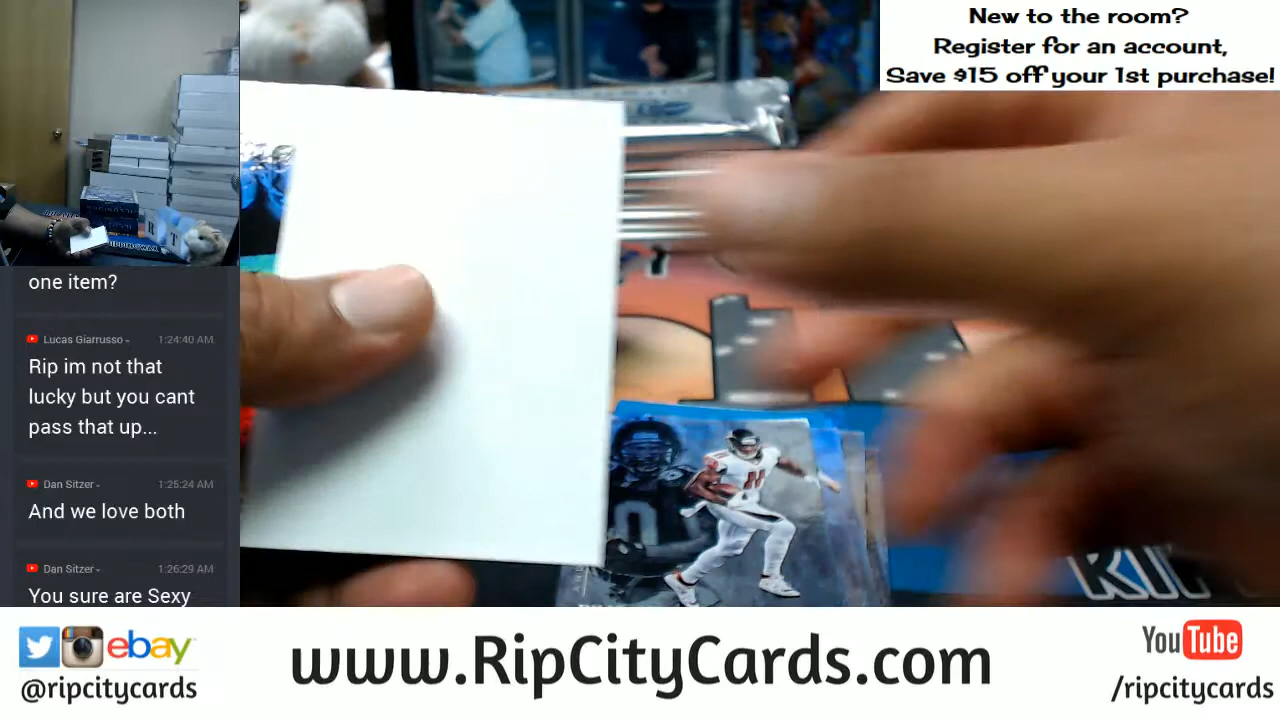 New to the room?
Register for an account,
Save $15 off your 1st purchase!
one item?
Lucas Giarrusso
1:24:40 AM
Rip im not that
lucky but you cant
pass that up...
Dan Sitzer
1:25:24 AM
And we love both
Dan Sitzer
1:26:29 AM
You sure are Sexy
11
RIP
ebay
@ripcitycards
www.RipCityCards.com
YouTube
/ripcitycards